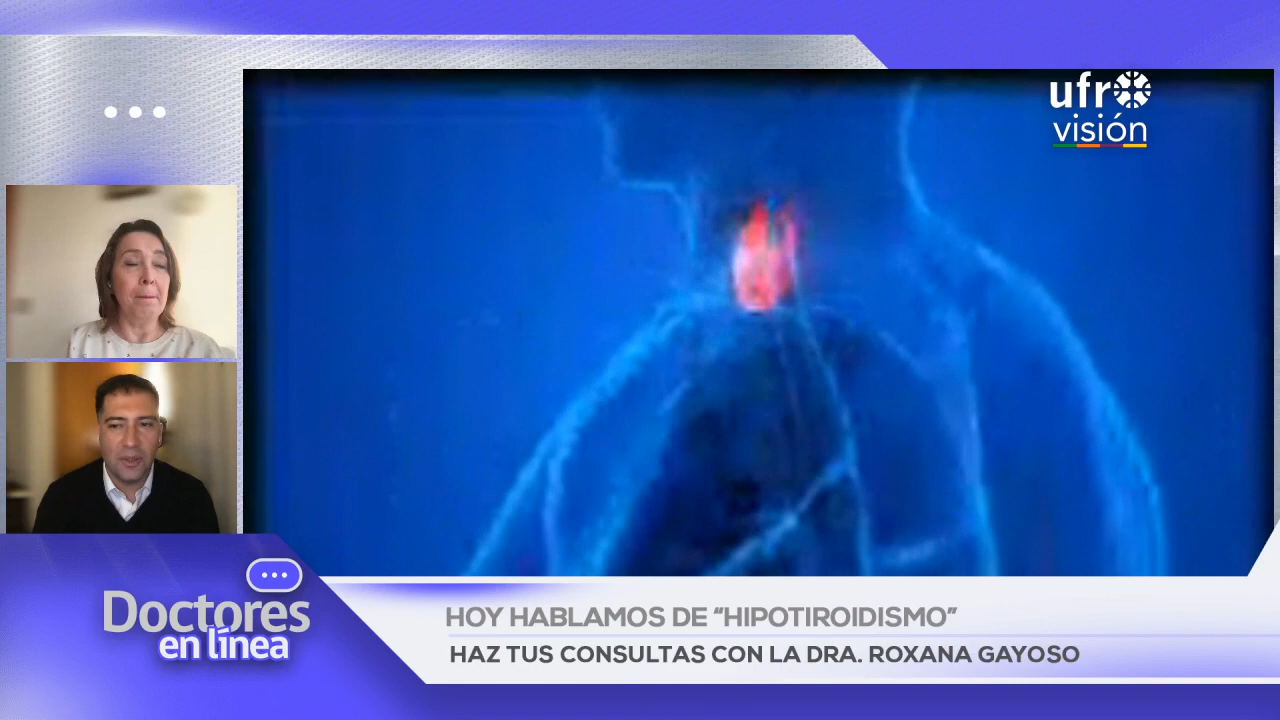 ufro
visión
Doctores
en línea
HOY HABLAMOS DE “HIPOTIROIDISMO”
HAZ TUS CONSULTAS CON LA DRA. ROXANA GAYOSO